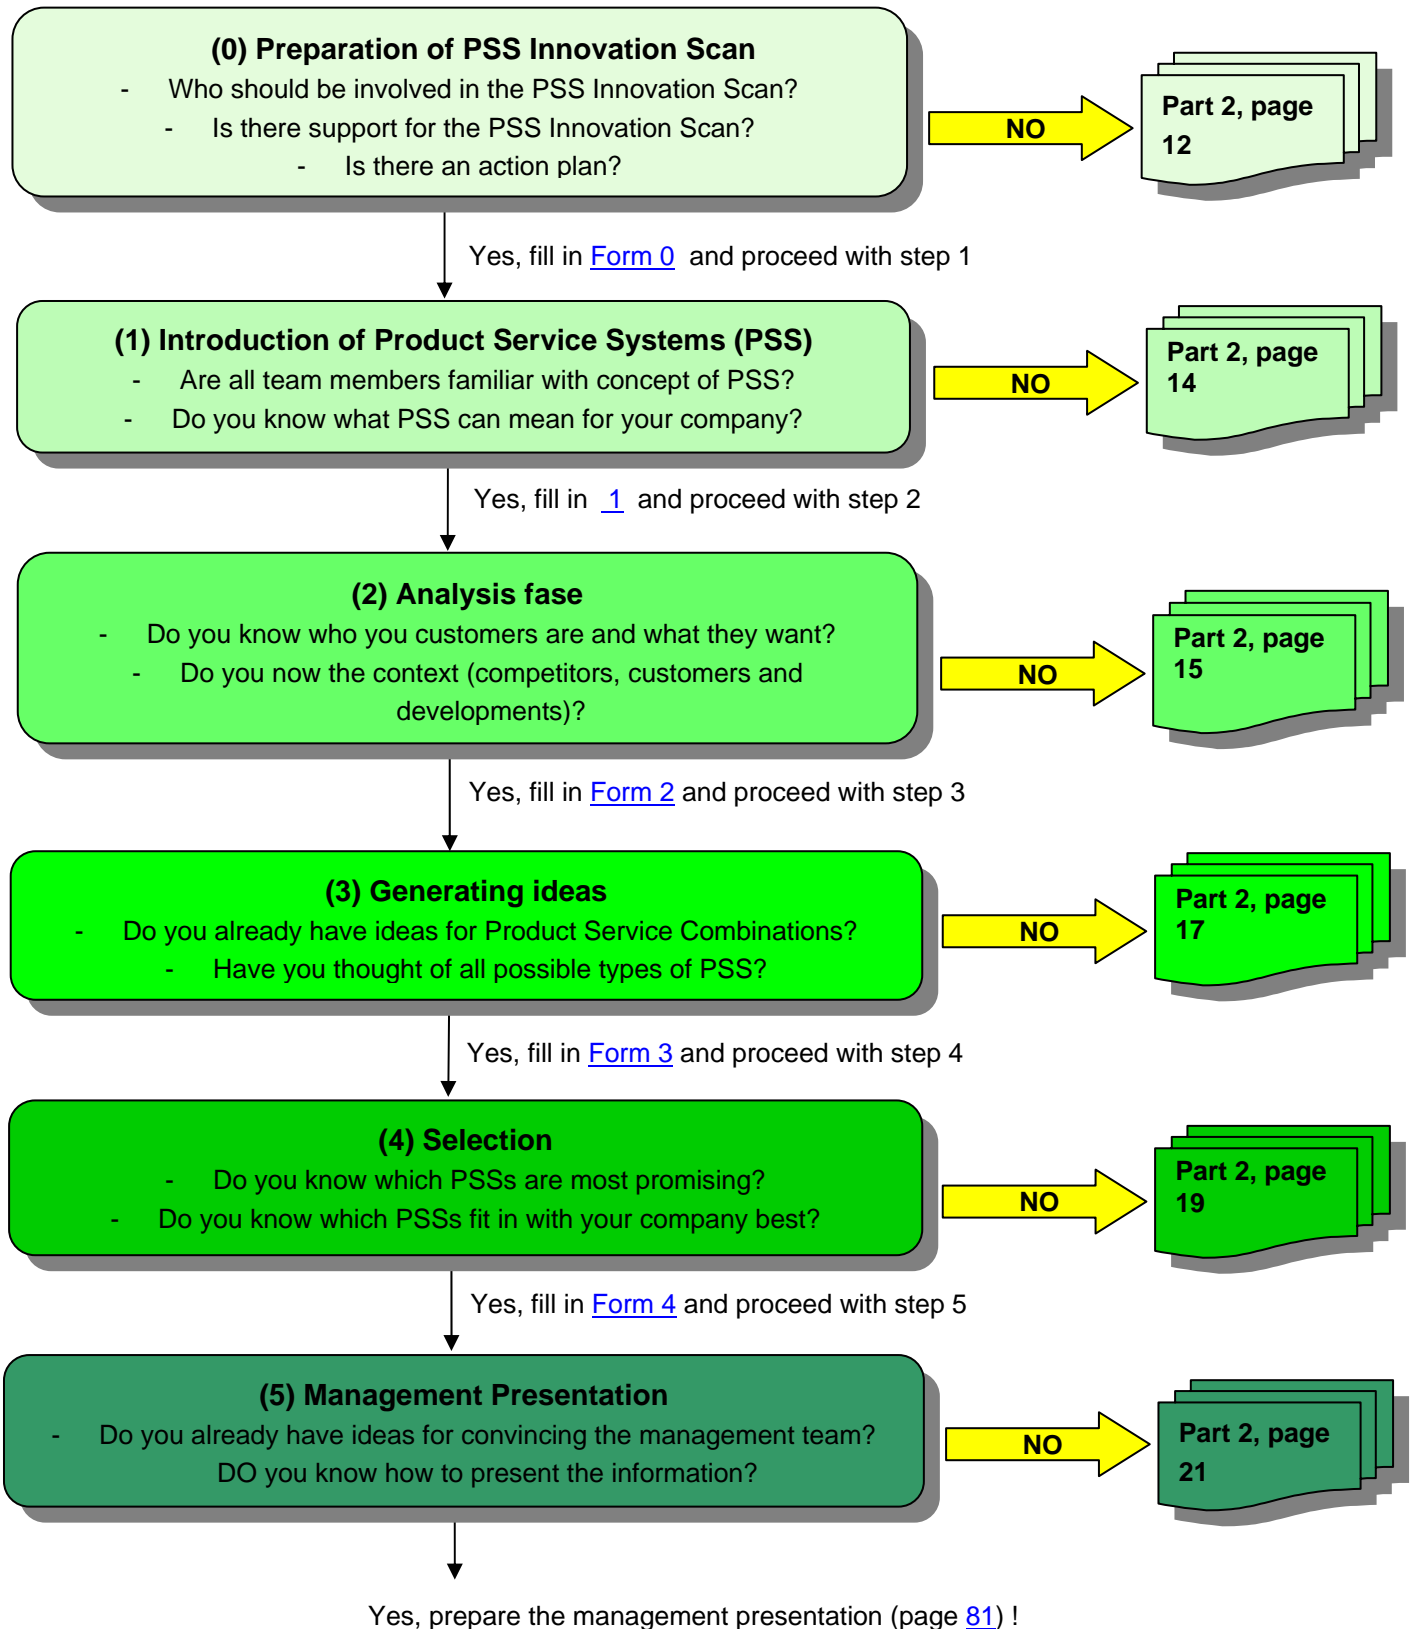 (0) Preparation of PSS Innovation Scan
- Who should be involved in the PSS Innovation Scan?
- Is there support for the PSS Innovation Scan?
- Is there an action plan?
NO
Part 2, page
12
Yes, fill in Form 0 and proceed with step 1
(1) Introduction of Product Service Systems (PSS)
- Are all team members familiar with concept of PSS?
- Do you know what PSS can mean for your company?
NO
Part 2, page
14
Yes, fill in 1 and proceed with step 2
(2) Analysis fase
- Do you know who you customers are and what they want?
- Do you now the context (competitors, customers and
developments)?
NO
Part 2, page
15
Yes, fill in Form 2 and proceed with step 3
(3) Generating ideas
- Do you already have ideas for Product Service Combinations?
- Have you thought of all possible types of PSS?
NO
Part 2, page
17
Yes, fill in Form 3 and proceed with step 4
(4) Selection
- Do you know which PSSs are most promising?
- Do you know which PSSs fit in with your company best?
NO
Part 2, page
19
Yes, fill in Form 4 and proceed with step 5
(5) Management Presentation
- Do you already have ideas for convincing the management team?
DO you know how to present the information?
NO
Part 2, page
21
Yes, prepare the management presentation (page 81) !